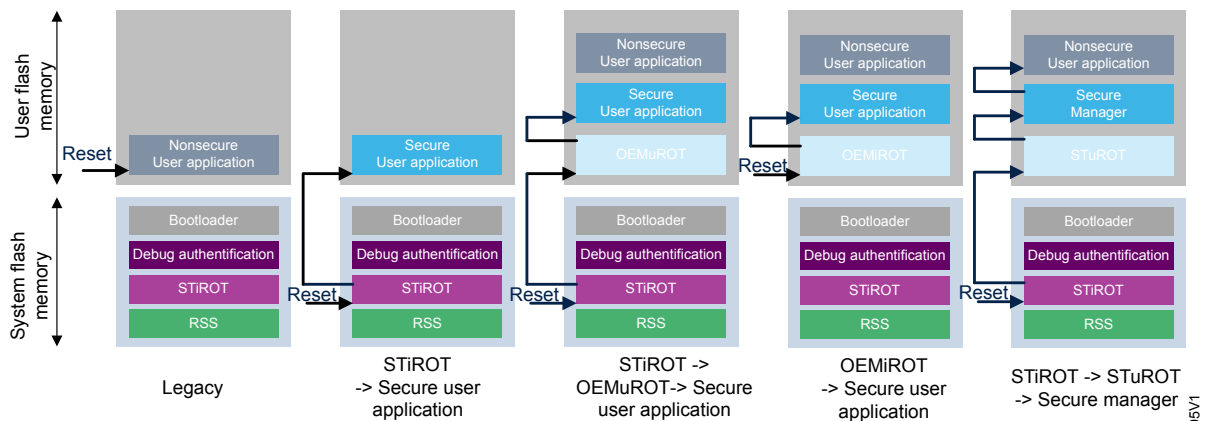 User flash
memory
Reset
Nonsecure
User application
Secure
User application
Nonsecure
User application
Secure
User application
OEMuROT
Nonsecure
User application
Secure
User application
OEMiROT
Reset
Nonsecure
User application
Secure
Manager
STuROT
System flash
memory
Bootloader
Debug authentification
STiROT
RSS
Reset
Bootloader
Debug authentification
STiROT
RSS
Reset
Bootloader
Debug authentification
STiROT
RSS
Bootloader
Debug authentification
STiROT
RSS
Reset
Bootloader
Debug authentification
STiROT
RSS
Legacy
STiROT
-> Secure user
application
STiROT ->
OEMuROT-> Secure
user application
OEMiROT
-> Secure user
application
STiROT -> STuROT
-> Secure manager